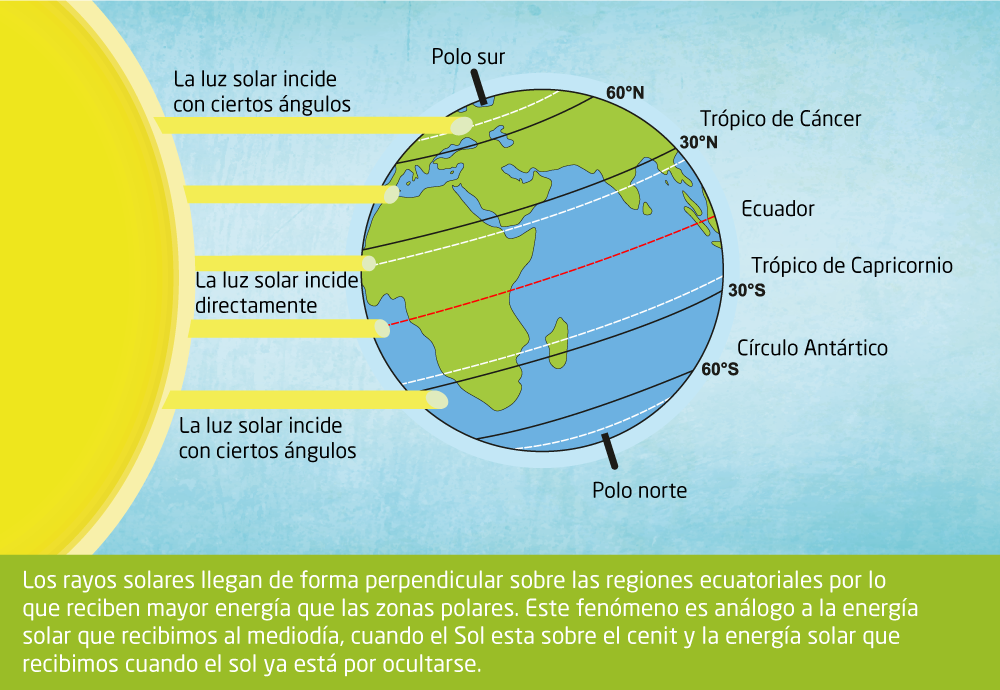 Polo sur
La luz solar incide
con ciertos ángulos
60°N
Trópico de Cáncer
30°N
Ecuador
Trópico de Capricornio
La luz solar incide
directamente
30°S
Círculo Antártico
60°S
La luz solar incide
con ciertos ángulos
Polo norte
Los rayos solares llegan de forma perpendicular sobre las regiones ecuatoriales por lo
que reciben mayor energía que las zonas polares. Este fenómeno es análogo a la energía
solar que recibimos al mediodía, cuando el Sol esta sobre el cenit y la energía solar que
recibimos cuando el sol ya está por ocultarse.